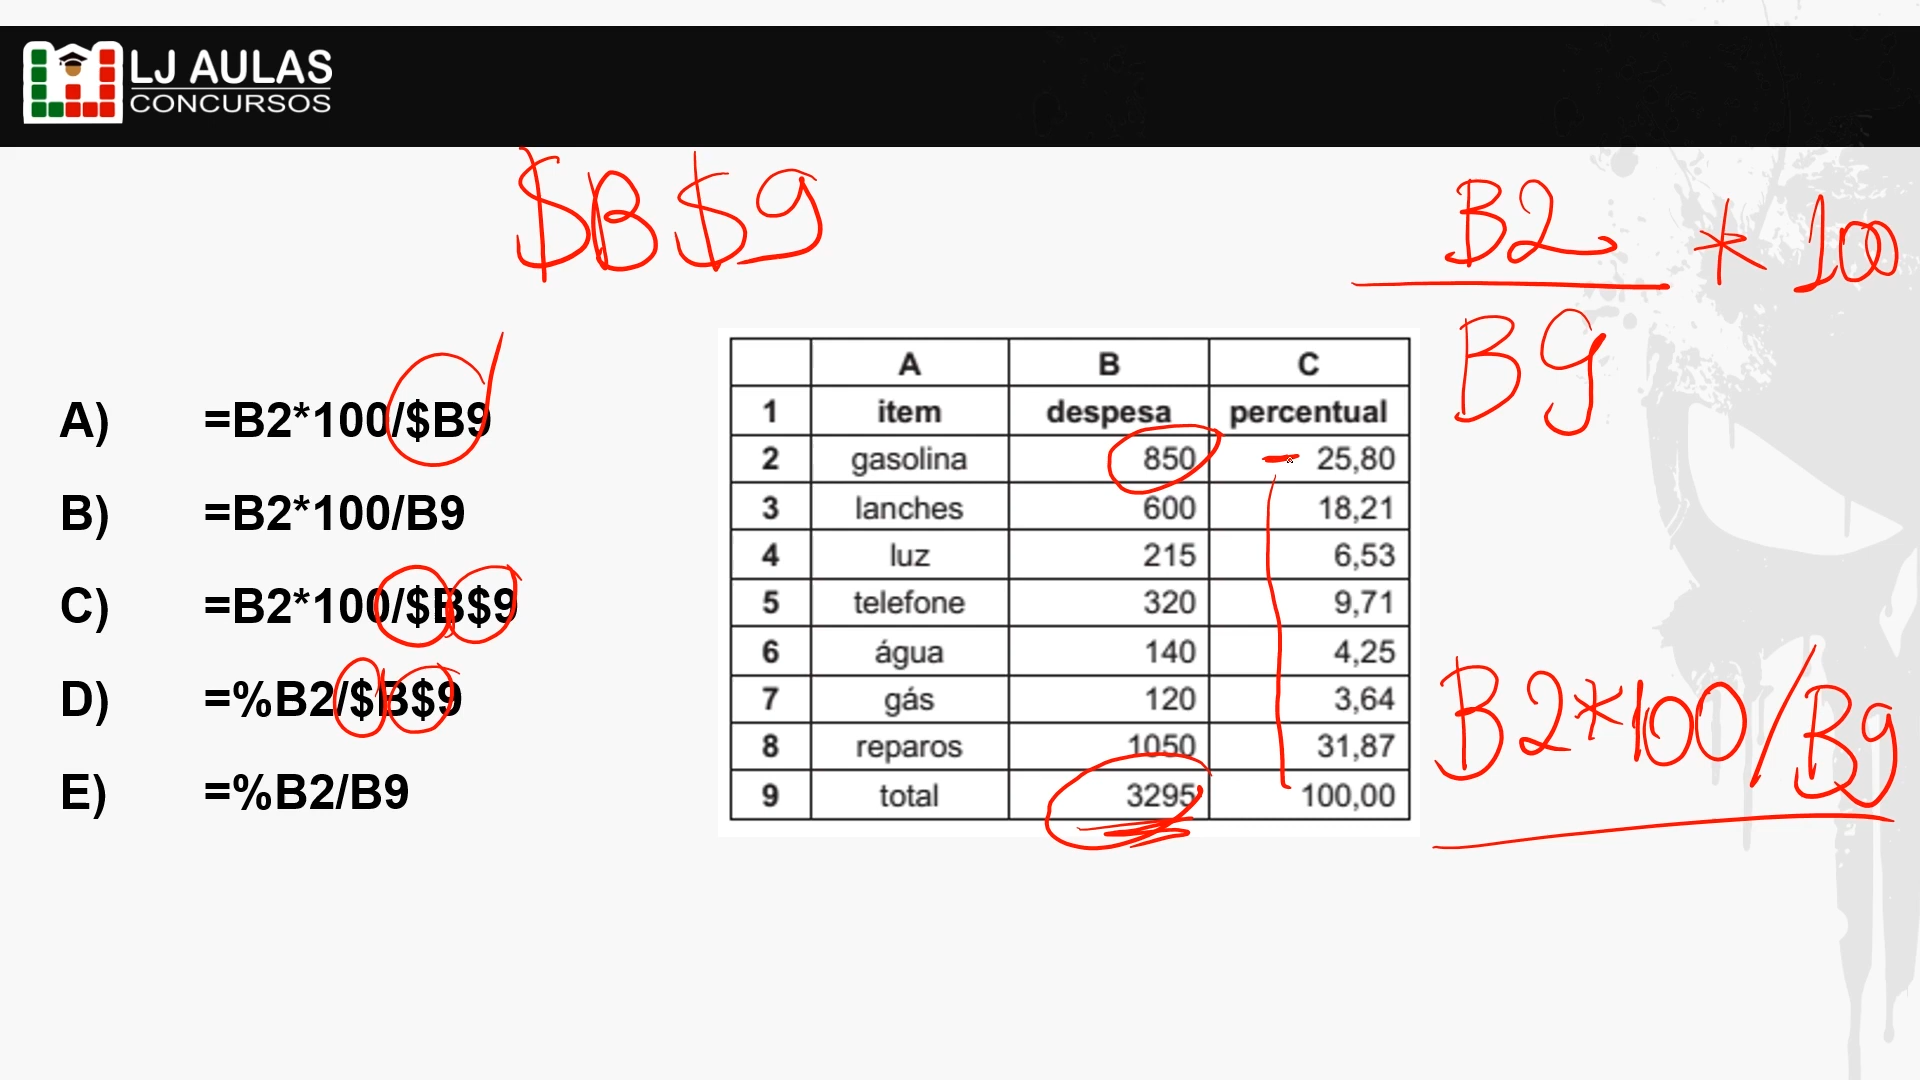 LJ AULAS
CONCURSOS
$B$9
B2 * 100
B9
A) =B2*100/$B9
B) =B2*100/B9
C) =B2*100/$B$9
D) =%B2/$B$9
E) =%B2/B9
A B C
1 item despesa percentual
2 gasolina 850 25,80
3 lanches 600 18,21
4 luz 215 6,53
5 telefone 320 9,71
6 água 140 4,25
7 gás 120 3,64
8 reparos 1050 31,87
9 total 3295 100,00
B2*100/B9